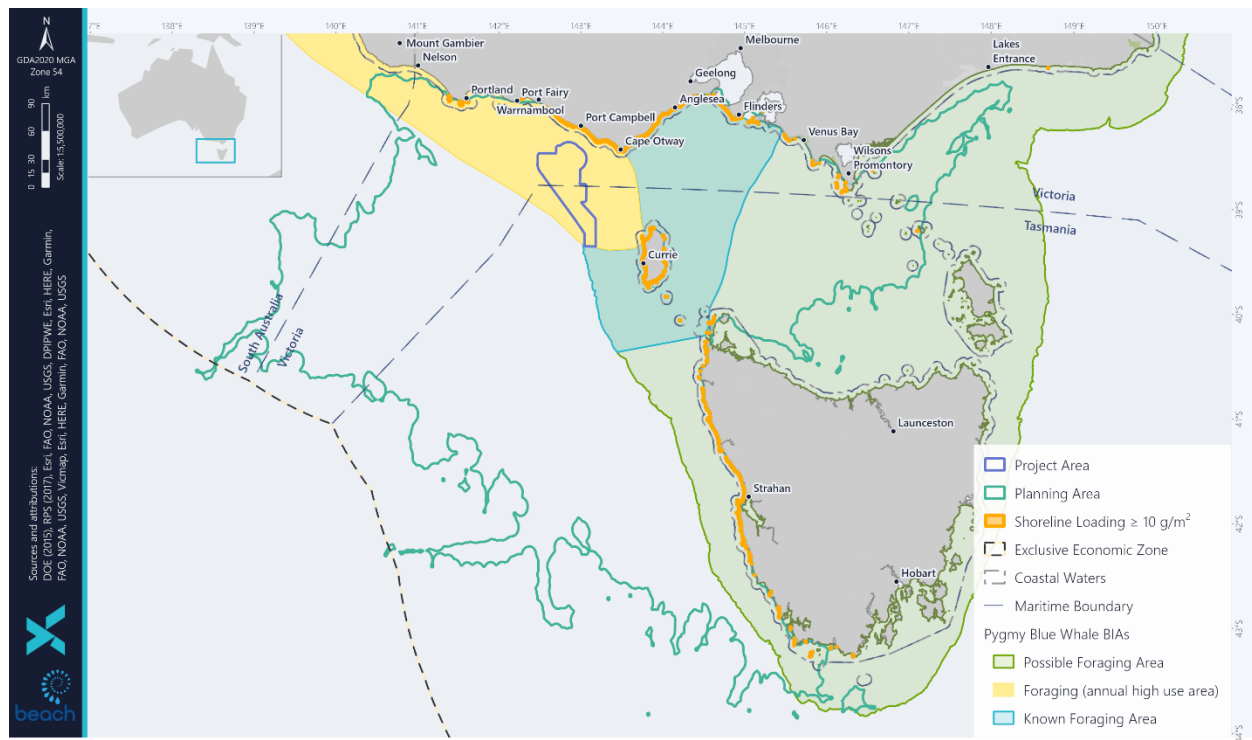 N
GDA2020 MGA
Zone 54
0 15 30 60 90
km
Scale: 1:5,500,000
Sources and attributions:
DOE (2015), RPS (2017), Esri, FAO, NOAA, USGS, DPIPWE, Esri, HERE, Garmin,
FAO, NOAA, USGS, Vicmap, Esri, HERE, Garmin, FAO, NOAA, USGS
beach
7°E
138°E
139°E
140°E
141°E
142°E
143°E
144°E
145°E
146°E
147°E
148°E
149°E
150°E
38°S
39°S
40°S
41°S
42°S
43°S
44°S
Mount Gambier
Nelson
Portland
Port Fairy
Warrnambool
Port Campbell
Cape Otway
Anglesea
Geelong
Melbourne
Flinders
Venus Bay
Wilsons
Promontory
Lakes
Entrance
Victoria
Tasmania
Currie
South Australia
Victoria
Launceston
Strahan
Hobart
Project Area
Planning Area
Shoreline Loading ≥ 10 g/m²
Exclusive Economic Zone
Coastal Waters
Maritime Boundary
Pygmy Blue Whale BIAs
Possible Foraging Area
Foraging (annual high use area)
Known Foraging Area